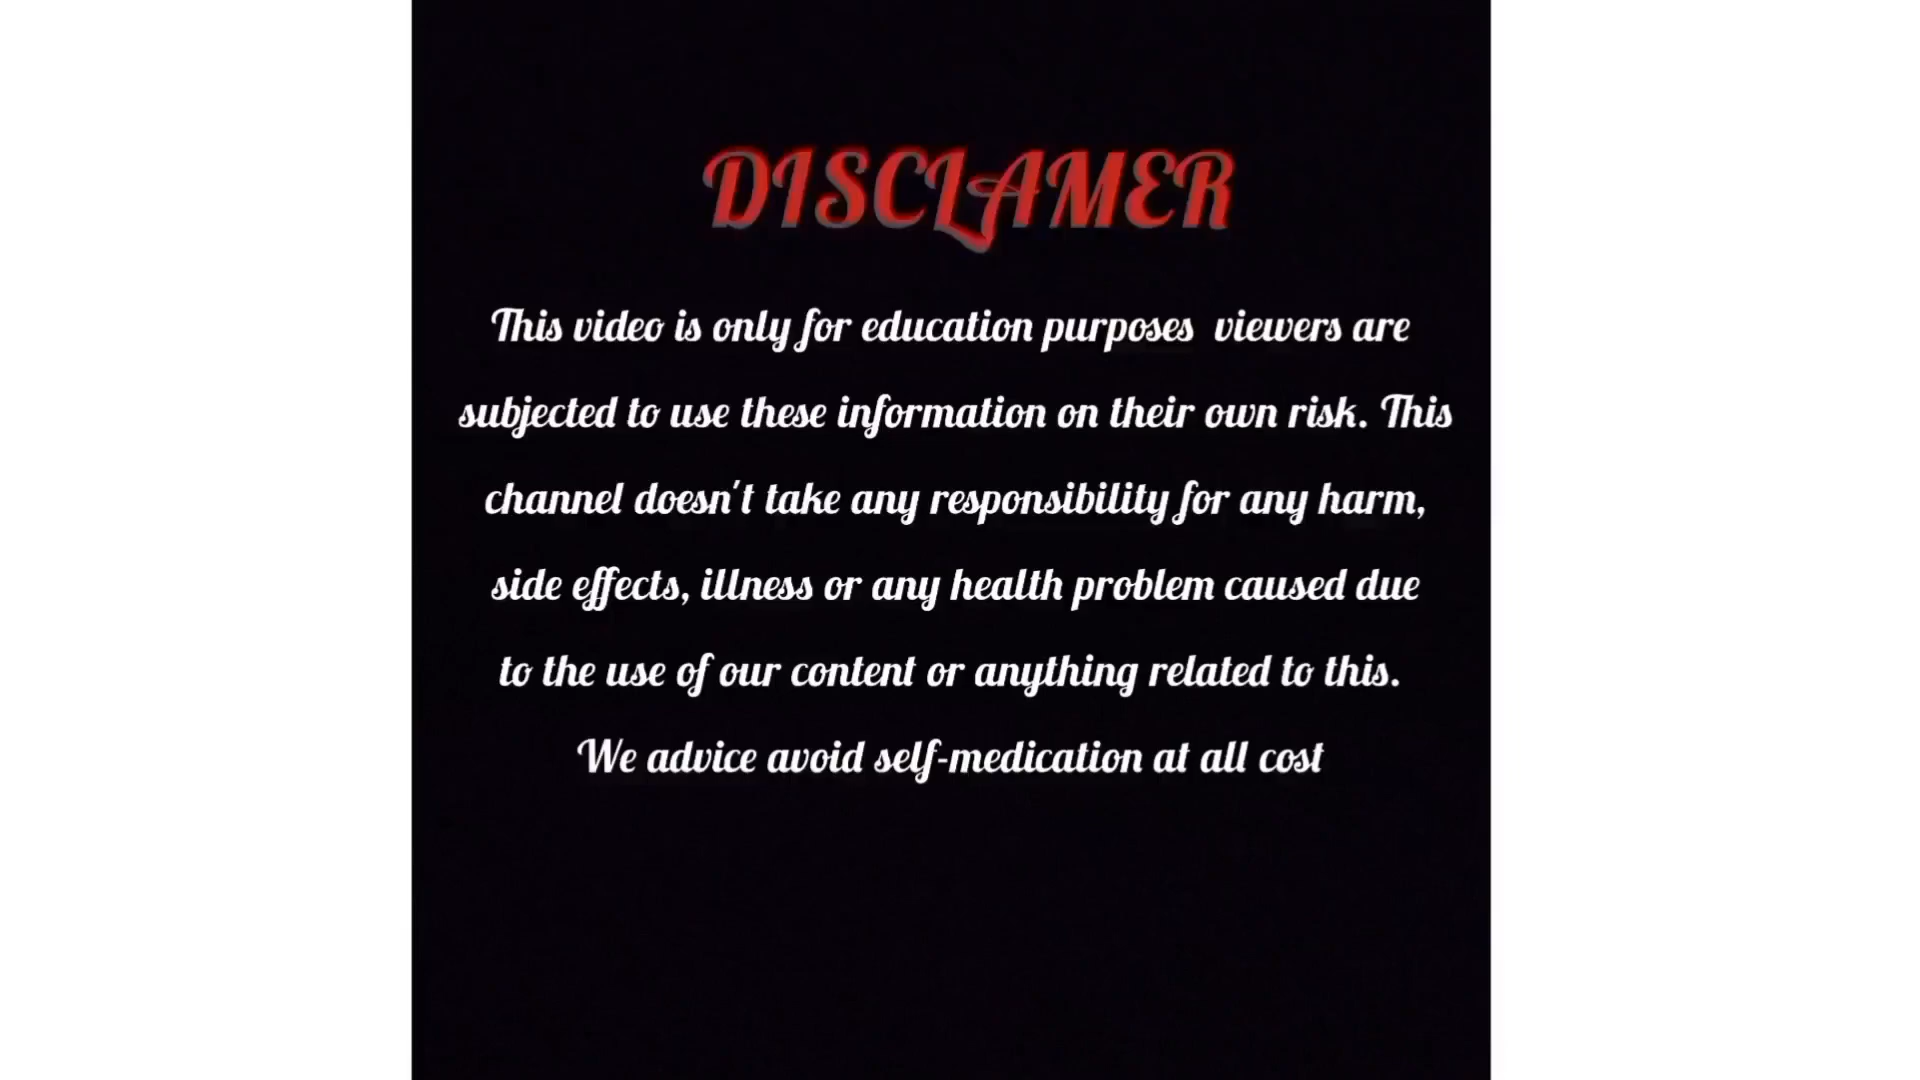 DISCLAMER
This video is only for education purposes viewers are
subjected to use these information on their own risk. This
channel doesn't take any responsibility for any harm,
side effects, illness or any health problem caused due
to the use of our content or anything related to this.
We advice avoid self-medication at all cost